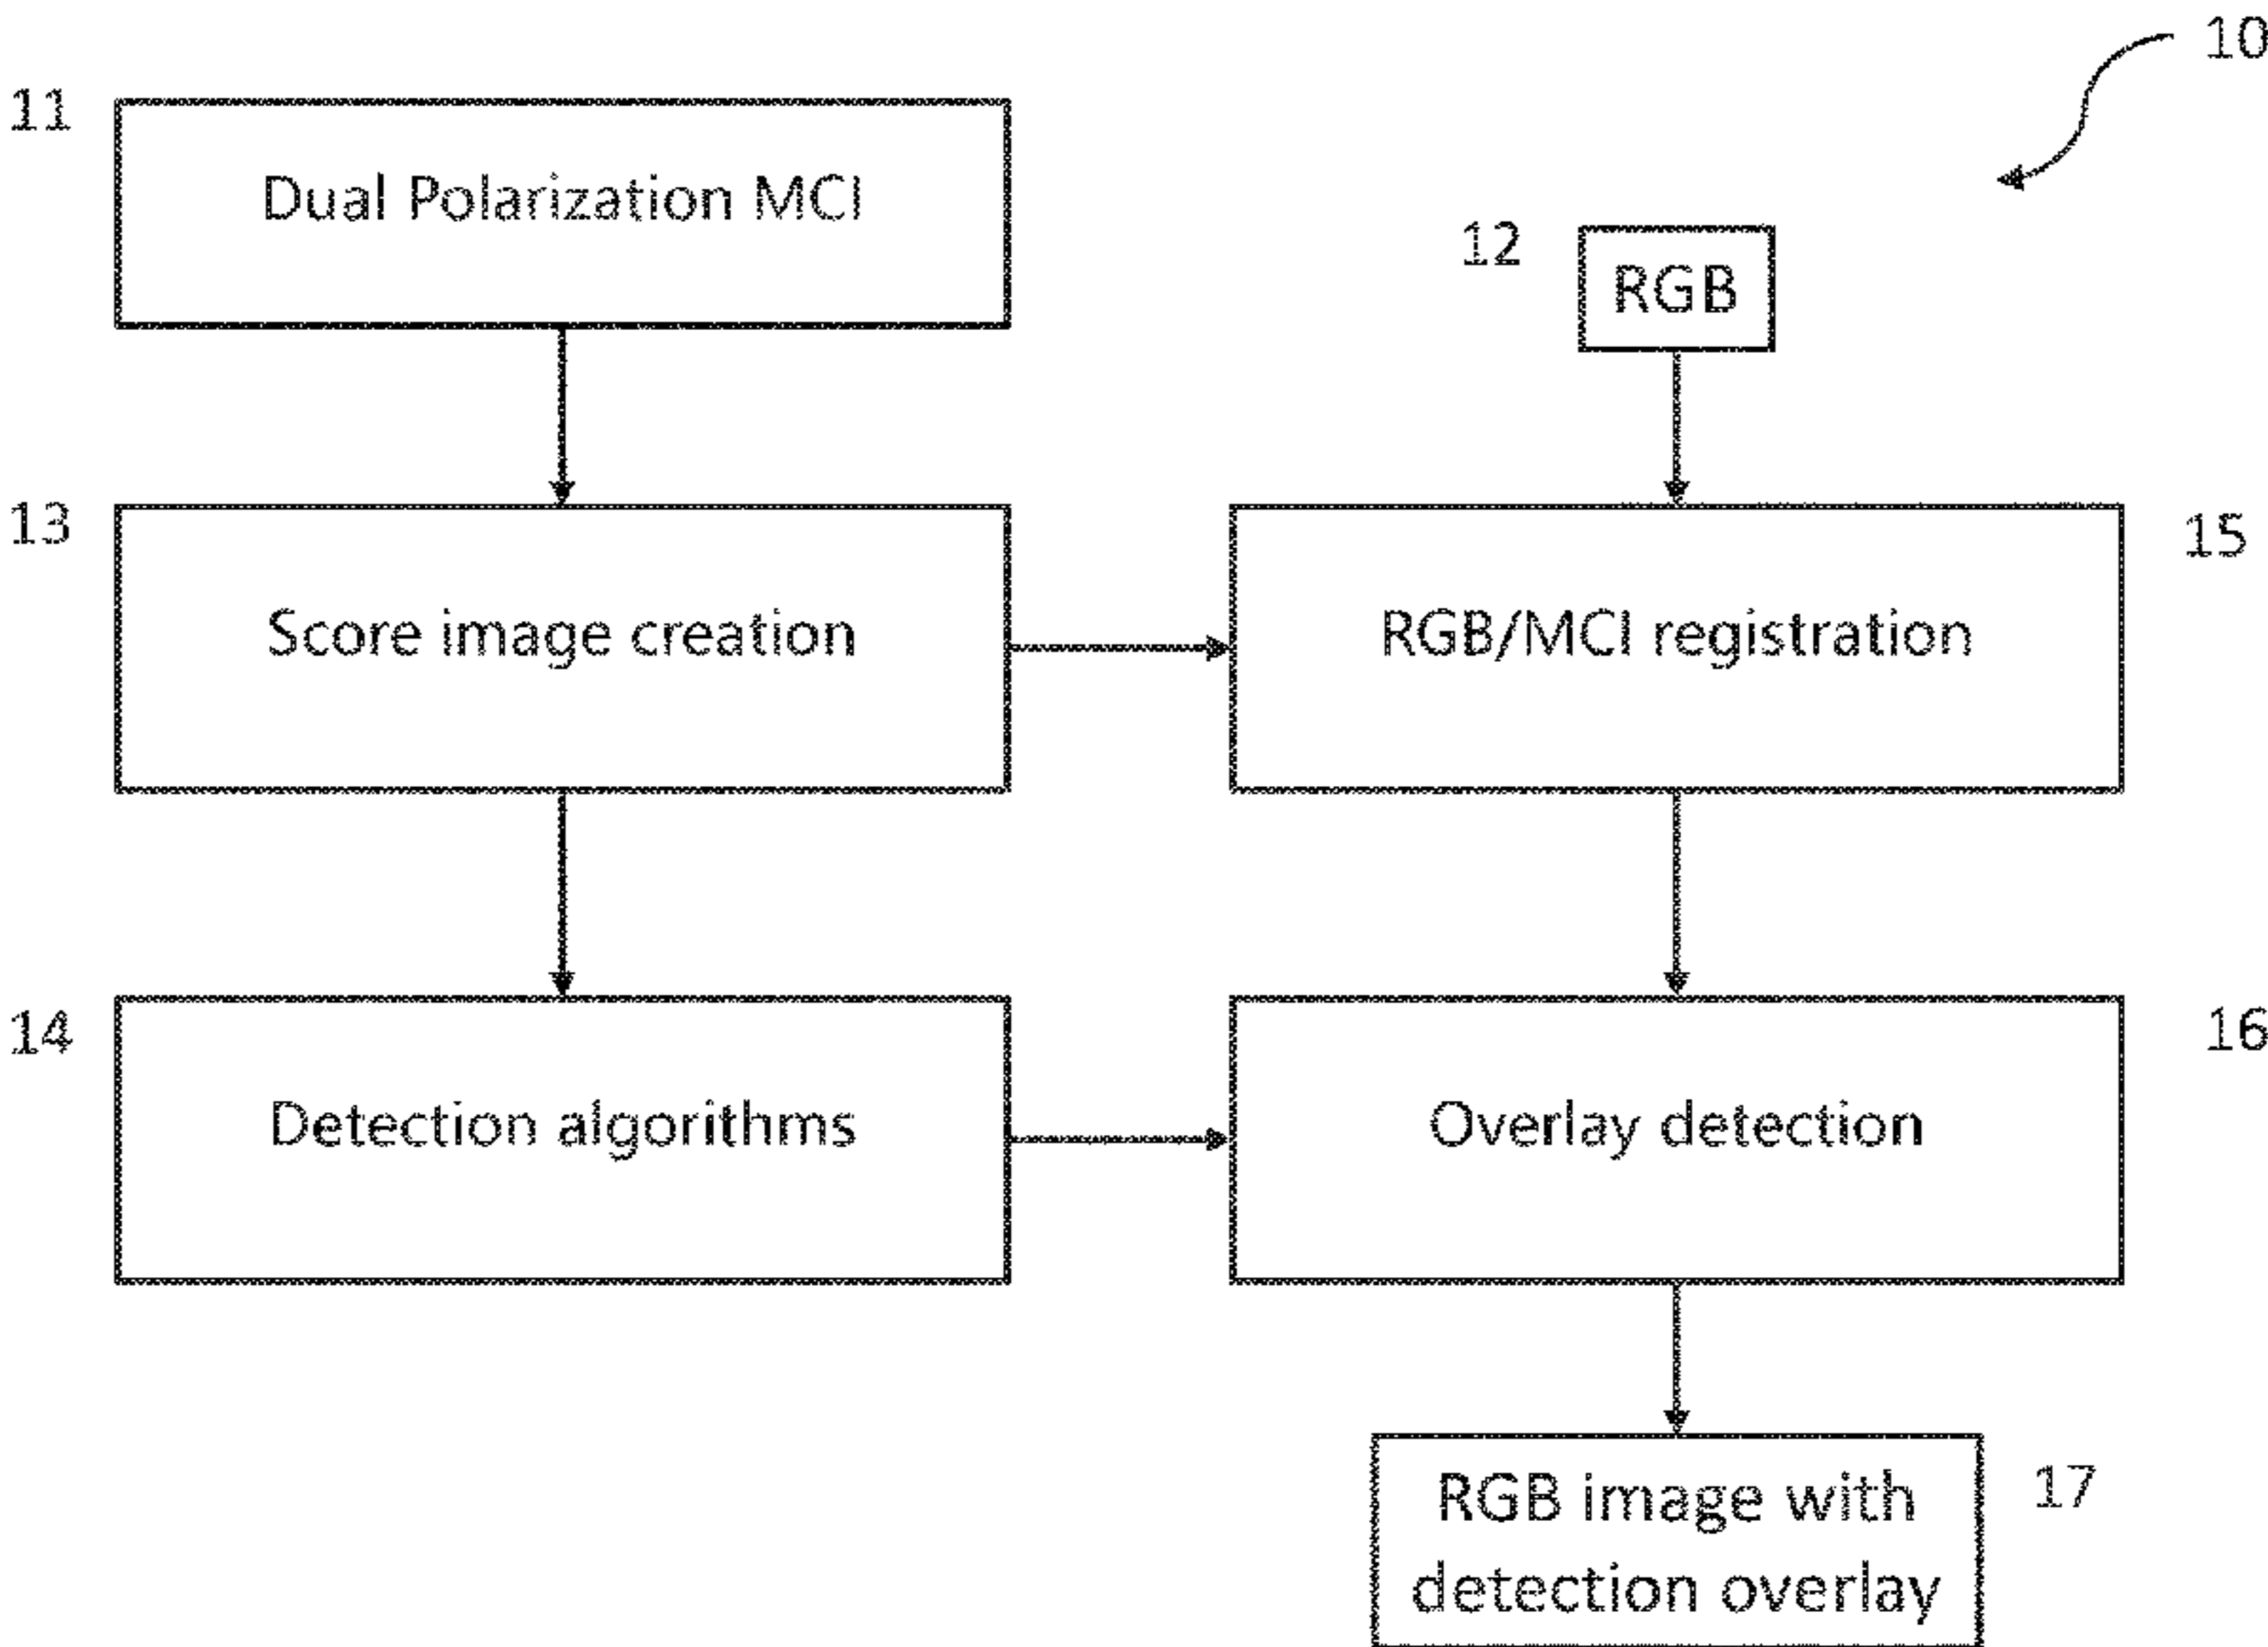 10
11
Dual Polarization MCI
12
RGB
13
Score image creation
RGB/MCI registration
15
14
Detection algorithms
Overlay detection
16
RGB image with
detection overlay
17